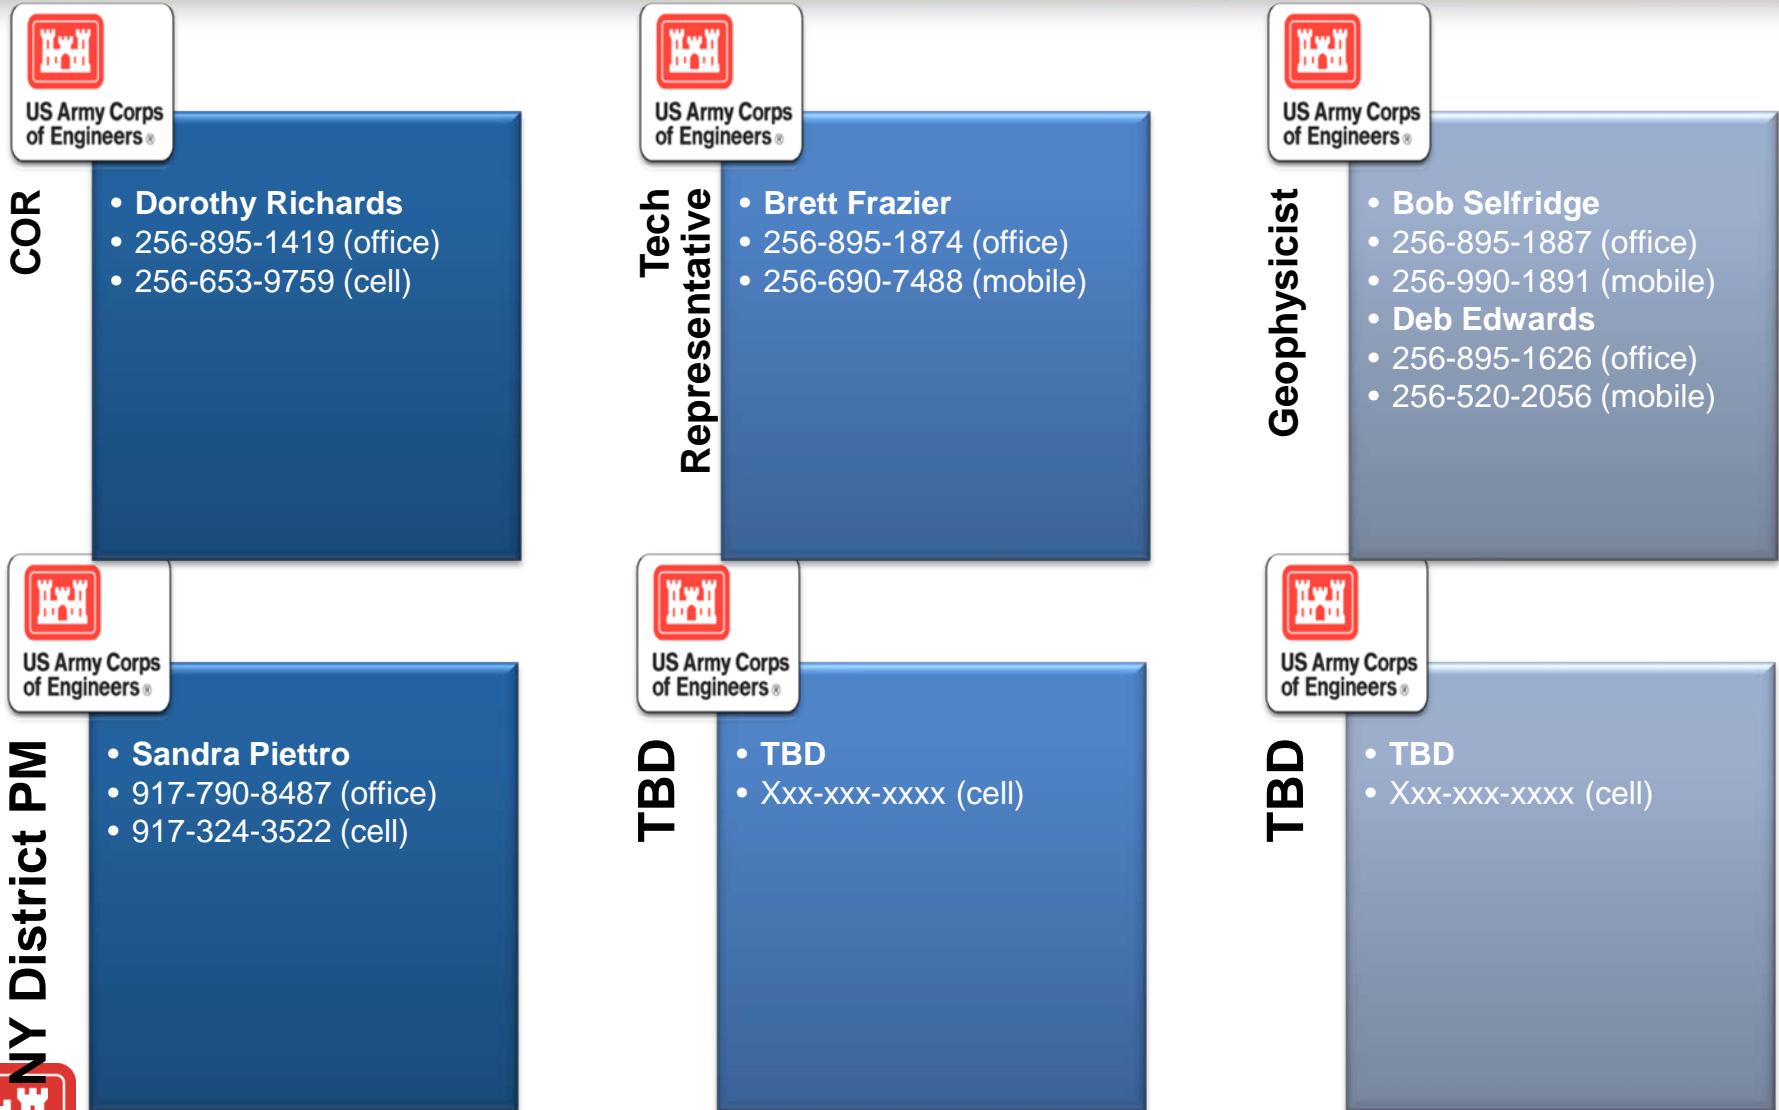 US Army Corps
of Engineers®
COR
• Dorothy Richards
• 256-895-1419 (office)
• 256-653-9759 (cell)
US Army Corps
of Engineers®
Tech
Representative
• Brett Frazier
• 256-895-1874 (office)
• 256-690-7488 (mobile)
US Army Corps
of Engineers®
Geophysicist
• Bob Selfridge
• 256-895-1887 (office)
• 256-990-1891 (mobile)
• Deb Edwards
• 256-895-1626 (office)
• 256-520-2056 (mobile)
US Army Corps
of Engineers®
NY District PM
• Sandra Piettro
• 917-790-8487 (office)
• 917-324-3522 (cell)
US Army Corps
of Engineers®
TBD
• TBD
• Xxx-xxx-xxxx (cell)
US Army Corps
of Engineers®
TBD
• TBD
• Xxx-xxx-xxxx (cell)